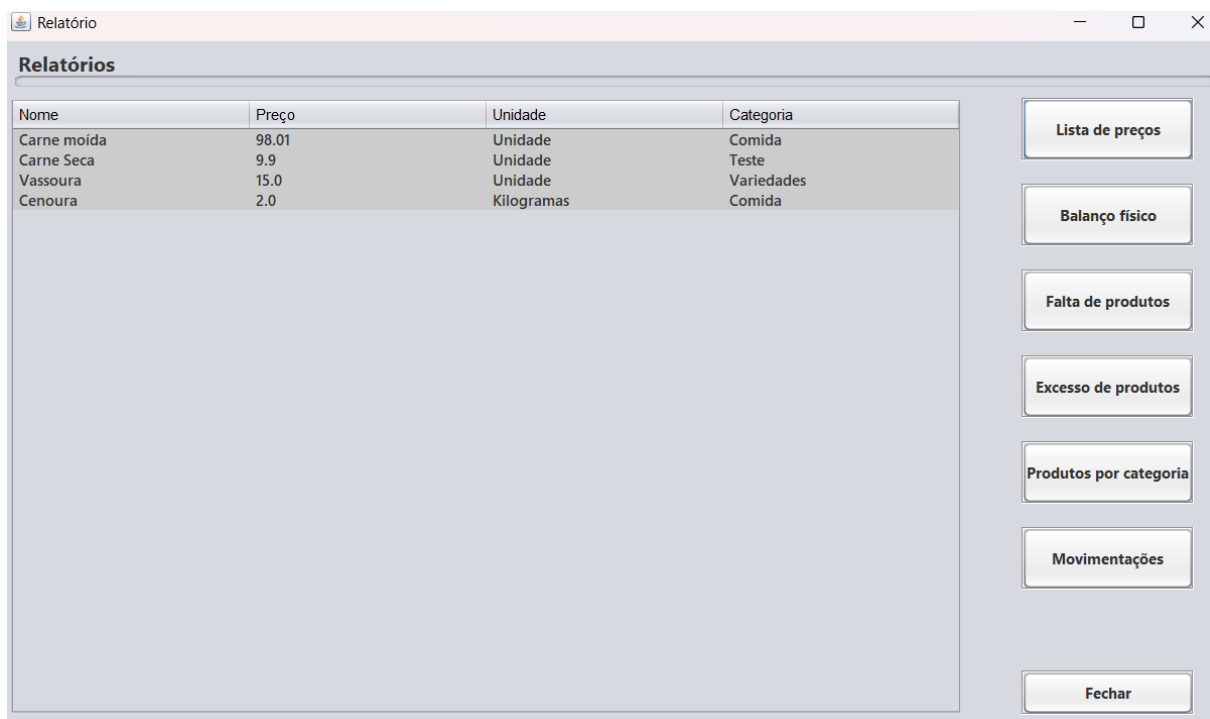 Relatório
Relatórios
Nome Preço Unidade Categoria
Carne moída 98.01 Unidade Comida
Carne Seca 9.9 Unidade Teste
Vassoura 15.0 Unidade Variedades
Cenoura 2.0 Kilogramas Comida
Lista de preços
Balanço físico
Falta de produtos
Excesso de produtos
Produtos por categoria
Movimentações
Fechar